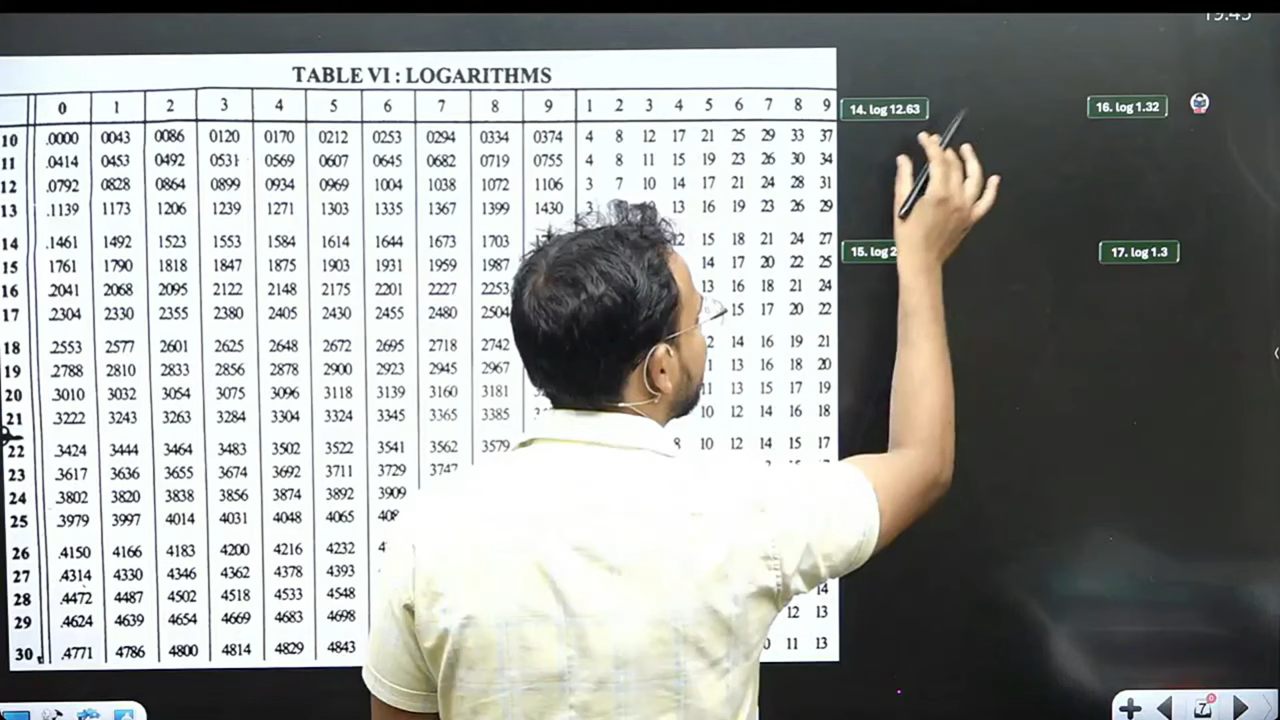 19:45
TABLE VI : LOGARITHMS
0 1 2 3 4 5 6 7 8 9 1 2 3 4 5 6 7 8 9
10 .0000 0043 0086 0120 0170 0212 0253 0294 0334 0374 4 8 12 17 21 25 29 33 37
11 .0414 0453 0492 0531 0569 0607 0645 0682 0719 0755 4 8 11 15 19 23 26 30 34
12 .0792 0828 0864 0899 0934 0969 1004 1038 1072 1106 3 7 10 14 17 21 24 28 31
13 .1139 1173 1206 1239 1271 1303 1335 1367 1399 1430 3 13 16 19 23 26 29
14 .1461 1492 1523 1553 1584 1614 1644 1673 1703 15 18 21 24 27
15 1761 1790 1818 1847 1875 1903 1931 1959 1987 14 17 20 22 25
16 .2041 2068 2095 2122 2148 2175 2201 2227 2253 13 16 18 21 24
17 .2304 2330 2355 2380 2405 2430 2455 2480 2504 15 17 20 22
18 .2553 2577 2601 2625 2648 2672 2695 2718 2742 14 16 19 21
19 .2788 2810 2833 2856 2878 2900 2923 2945 2967 13 16 18 20
20 .3010 3032 3054 3075 3096 3118 3139 3160 3181 13 15 17 19
21 .3222 3243 3263 3284 3304 3324 3345 3365 3385 10 12 14 16 18
22 .3424 3444 3464 3483 3502 3522 3541 3562 3579 8 10 12 14 15 17
23 .3617 3636 3655 3674 3692 3711 3729 3747
24 .3802 3820 3838 3856 3874 3892 3909
25 .3979 3997 4014 4031 4048 4065
26 .4150 4166 4183 4200 4216 4232
27 .4314 4330 4346 4362 4378 4393
28 .4472 4487 4502 4518 4533 4548 14
29 .4624 4639 4654 4669 4683 4698 12 13
30 .4771 4786 4800 4814 4829 4843 11 13
14. log 12.63
16. log 1.32
15. log 2
17. log 1.3
7